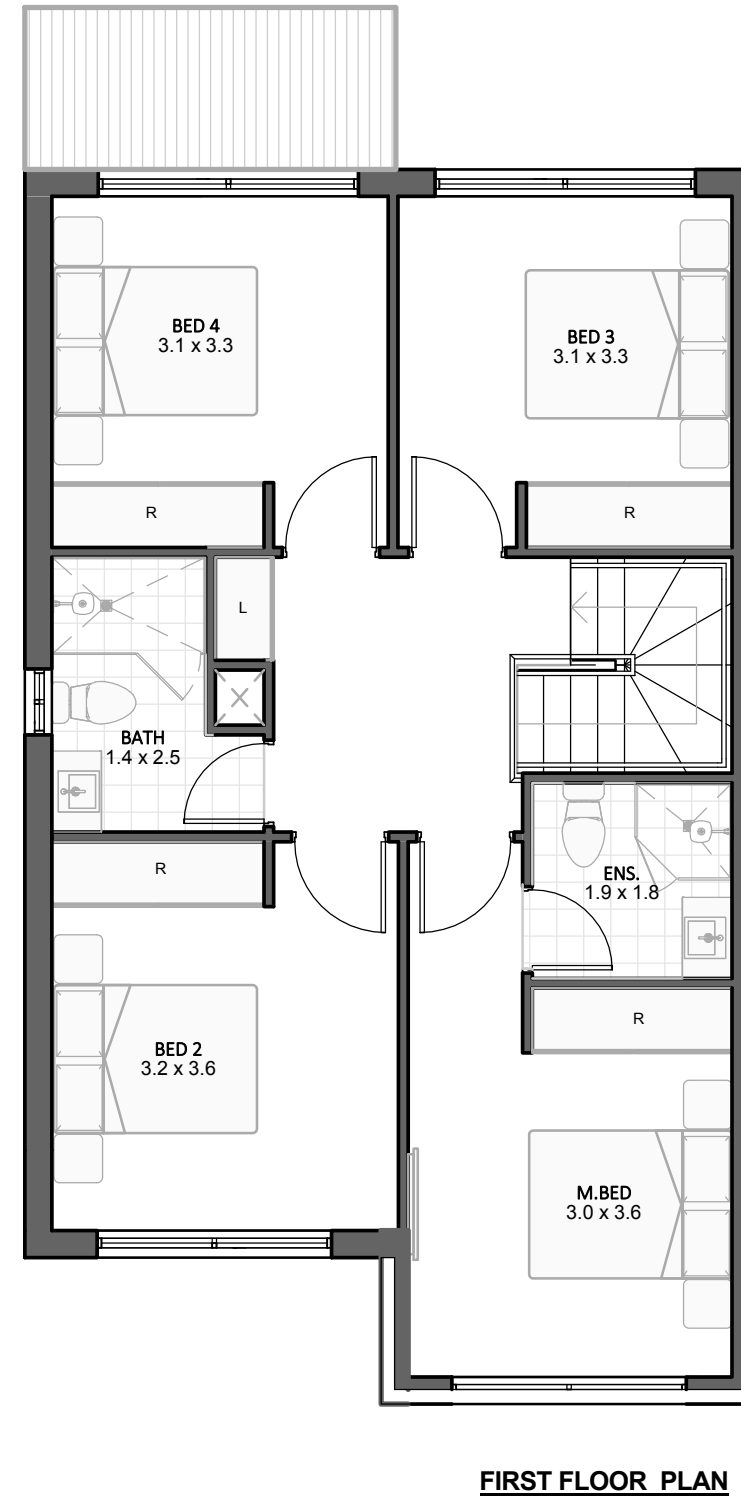 BED 4
3.1 x 3.3
BED 3
3.1 x 3.3
R
R
L
BATH
1.4 x 2.5
R
ENS.
1.9 x 1.8
R
BED 2
3.2 x 3.6
M.BED
3.0 x 3.6
FIRST FLOOR PLAN